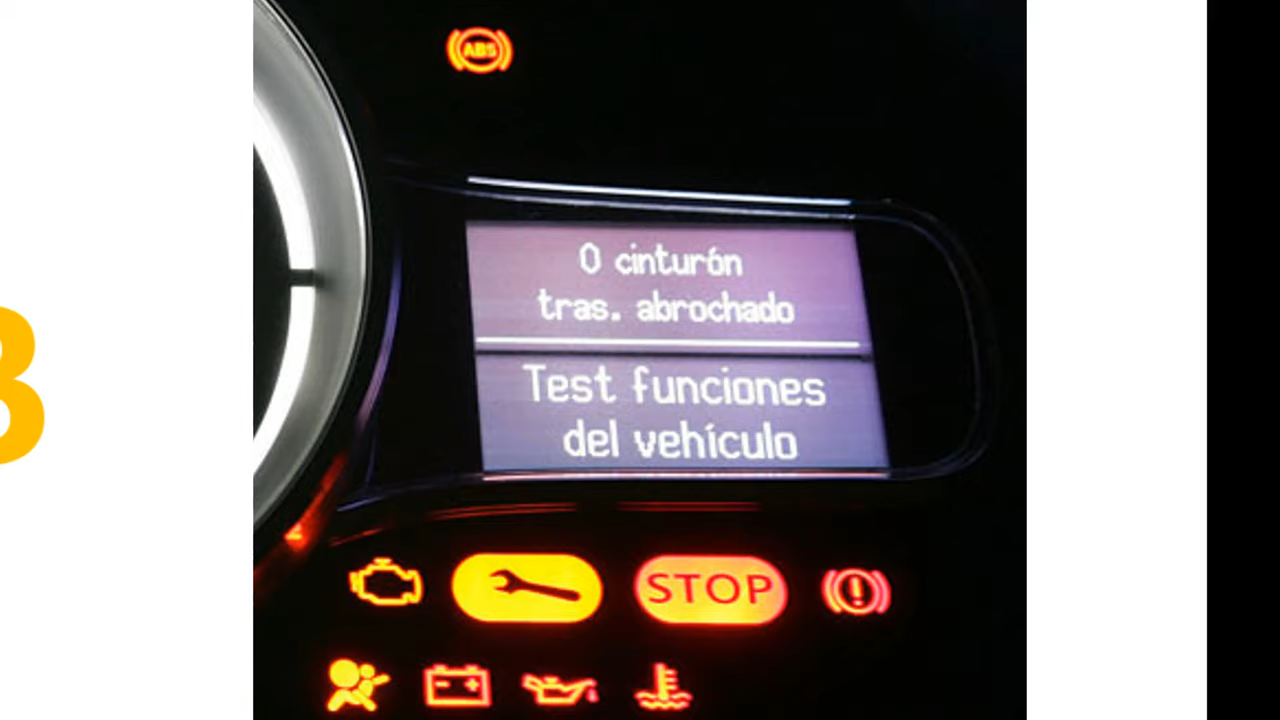 ABS
0 cinturón
tras. abrochado
Test funciones
del vehículo
STOP